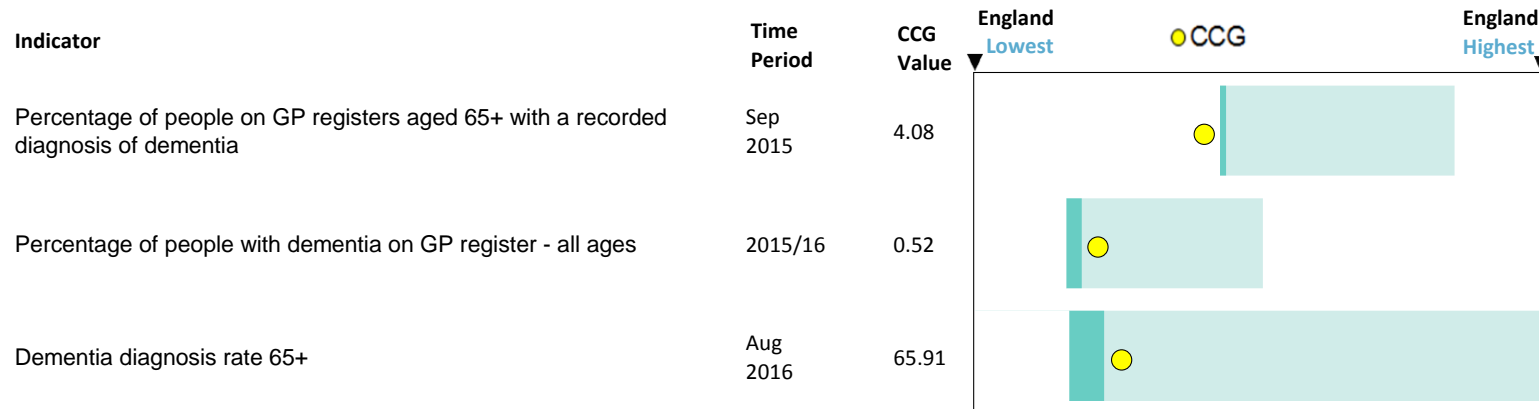 Indicator
Time
Period
CCG
Value
England
Lowest
CCG
England
Highest
Percentage of people on GP registers aged 65+ with a recorded
diagnosis of dementia
Sep
2015
4.08
Percentage of people with dementia on GP register - all ages
2015/16
0.52
Dementia diagnosis rate 65+
Aug
2016
65.91